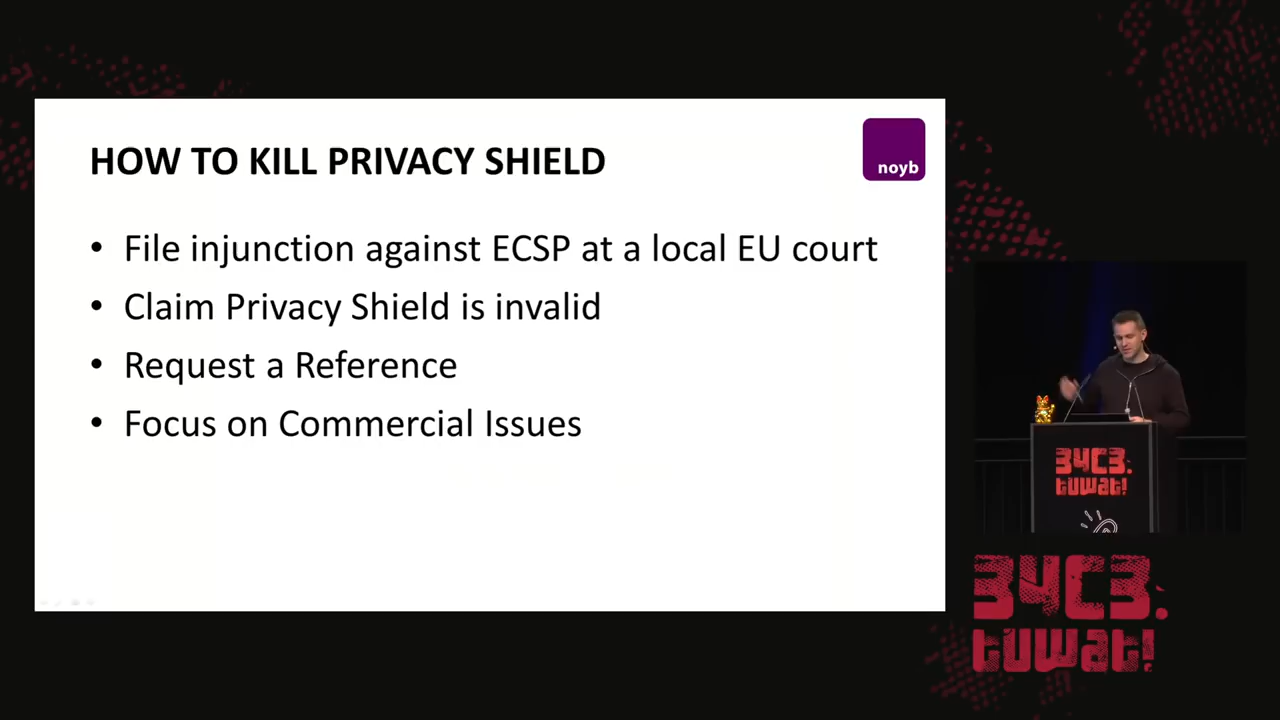 HOW TO KILL PRIVACY SHIELD
noyb
• File injunction against ECSP at a local EU court
• Claim Privacy Shield is invalid
• Request a Reference
• Focus on Commercial Issues
34C3.
tuwat!
34C3.
tuwat!